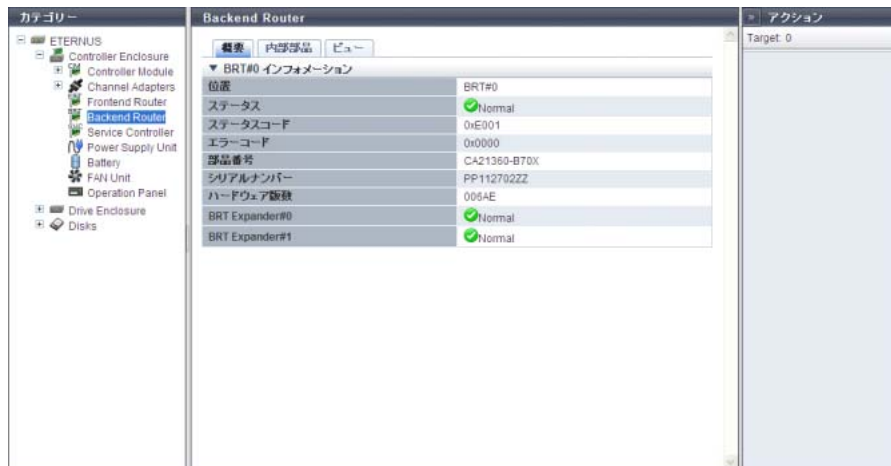 カテゴリー
ETERNUS
Controller Enclosure
Controller Module
Channel Adapters
Frontend Router
Backend Router
Service Controller
Power Supply Unit
Battery
FAN Unit
Operation Panel
Drive Enclosure
Disks
Backend Router
概要 内部部品 ビュー
▼ BRT#0 インフォメーション
位置 BRT#0
ステータス Normal
ステータスコード 0xE001
エラーコード 0x0000
部品番号 CA21360-B70X
シリアルナンバー PP112702ZZ
ハードウェア版数 006AE
BRT Expander#0 Normal
BRT Expander#1 Normal
» アクション
Target: 0